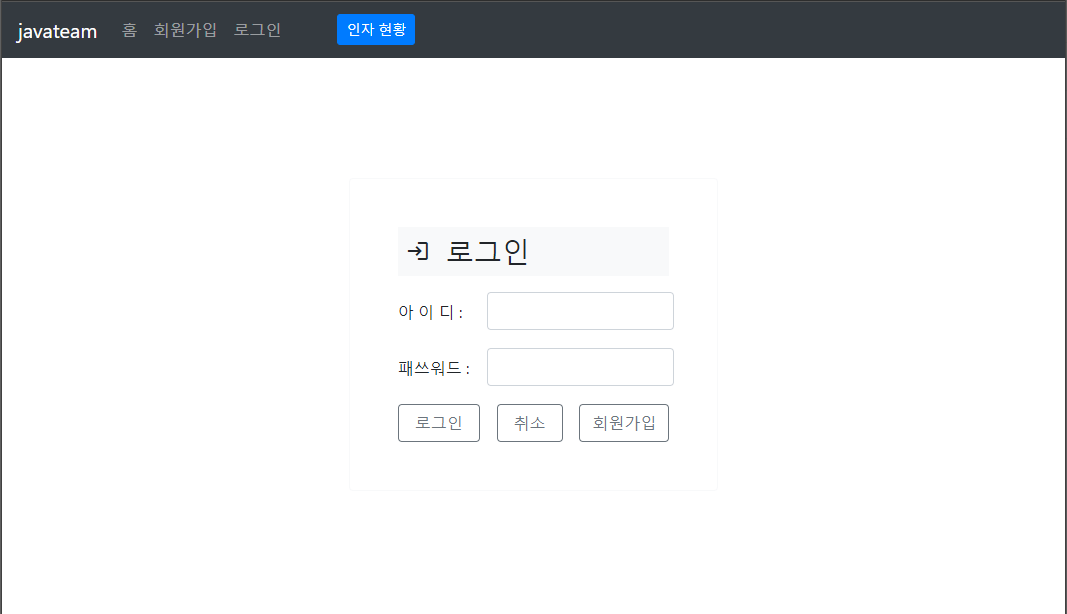 javateam 홈 회원가입 로그인 인자 현황
로그인
아 이 디 :
패쓰워드 :
로그인 취소 회원가입